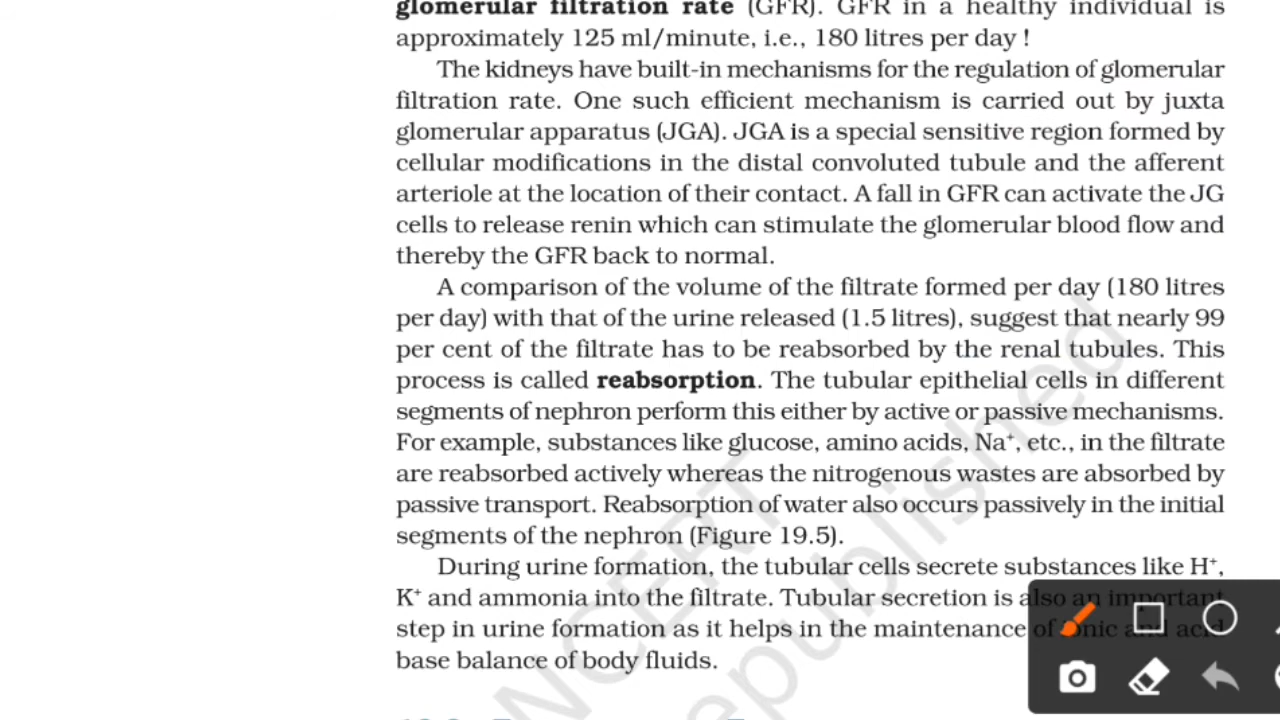 glomerular filtration rate (GFR). GFR in a healthy individual is
approximately 125 ml/minute, i.e., 180 litres per day !
The kidneys have built-in mechanisms for the regulation of glomerular
filtration rate. One such efficient mechanism is carried out by juxta
glomerular apparatus (JGA). JGA is a special sensitive region formed by
cellular modifications in the distal convoluted tubule and the afferent
arteriole at the location of their contact. A fall in GFR can activate the JG
cells to release renin which can stimulate the glomerular blood flow and
thereby the GFR back to normal.
A comparison of the volume of the filtrate formed per day (180 litres
per day) with that of the urine released (1.5 litres), suggest that nearly 99
per cent of the filtrate has to be reabsorbed by the renal tubules. This
process is called reabsorption. The tubular epithelial cells in different
segments of nephron perform this either by active or passive mechanisms.
For example, substances like glucose, amino acids, Na⁺, etc., in the filtrate
are reabsorbed actively whereas the nitrogenous wastes are absorbed by
passive transport. Reabsorption of water also occurs passively in the initial
segments of the nephron (Figure 19.5).
During urine formation, the tubular cells secrete substances like H⁺,
K⁺ and ammonia into the filtrate. Tubular secretion is also an important
step in urine formation as it helps in the maintenance of ionic and acid
base balance of body fluids.
NCERT
republished